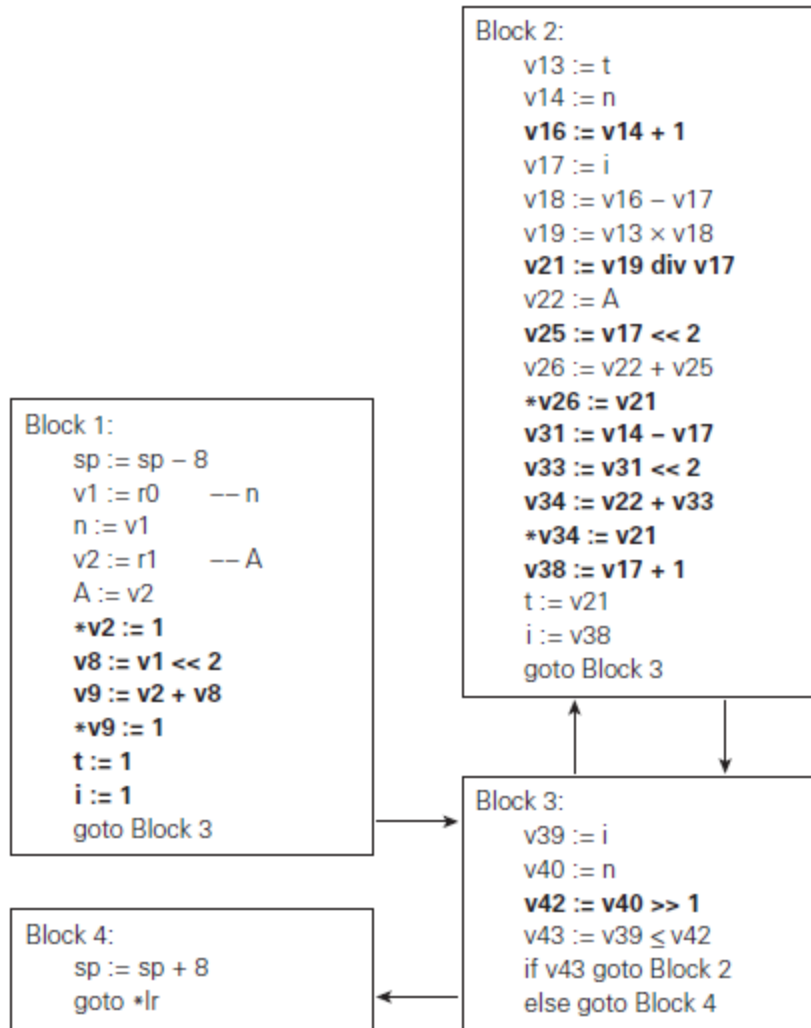 Block 1:
sp := sp – 8
v1 := r0 –– n
n := v1
v2 := r1 –– A
A := v2
*v2 := 1
v8 := v1 << 2
v9 := v2 + v8
*v9 := 1
t := 1
i := 1
goto Block 3
Block 2:
v13 := t
v14 := n
v16 := v14 + 1
v17 := i
v18 := v16 – v17
v19 := v13 × v18
v21 := v19 div v17
v22 := A
v25 := v17 << 2
v26 := v22 + v25
*v26 := v21
v31 := v14 – v17
v33 := v31 << 2
v34 := v22 + v33
*v34 := v21
v38 := v17 + 1
t := v21
i := v38
goto Block 3
Block 3:
v39 := i
v40 := n
v42 := v40 >> 1
v43 := v39 ≤ v42
if v43 goto Block 2
else goto Block 4
Block 4:
sp := sp + 8
goto *lr